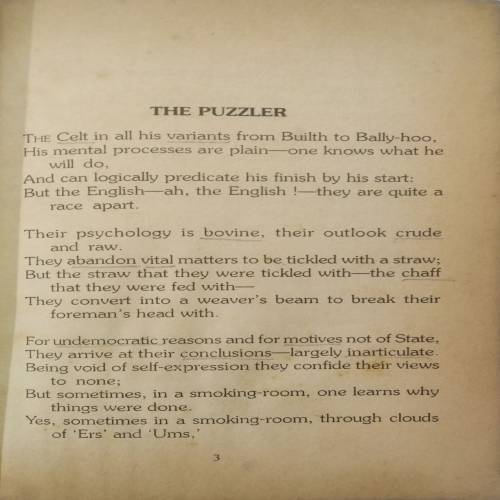 THE PUZZLER
THE Celt in all his variants from Builth to Bally-hoo,
His mental processes are plain—one knows what he
will do,
And can logically predicate his finish by his start:
But the English—ah, the English !—they are quite a
race apart.
Their psychology is bovine, their outlook crude
and raw.
They abandon vital matters to be tickled with a straw;
But the straw that they were tickled with—the chaff
that they were fed with—
They convert into a weaver's beam to break their
foreman's head with.
For undemocratic reasons and for motives not of State,
They arrive at their conclusions—largely inarticulate.
Being void of self-expression they confide their views
to none;
But sometimes, in a smoking-room, one learns why
things were done.
Yes, sometimes in a smoking-room, through clouds
of 'Ers' and 'Ums,'
3